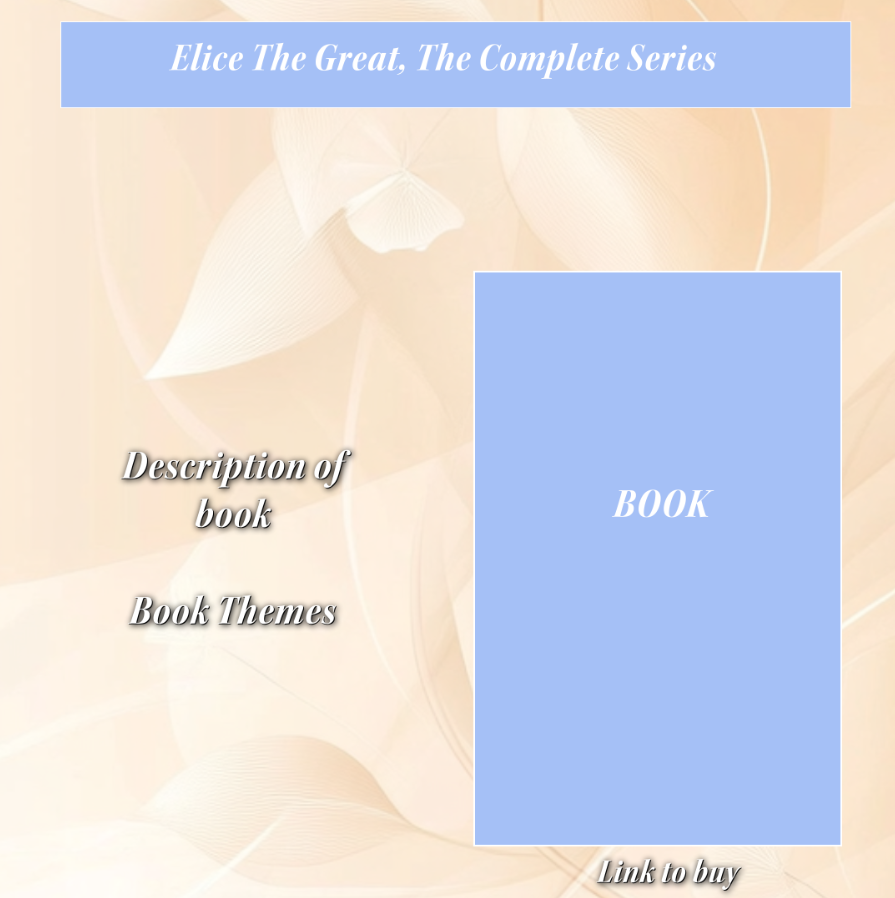 Elice The Great, The Complete Series
Description of
book
BOOK
Book Themes
Link to buy